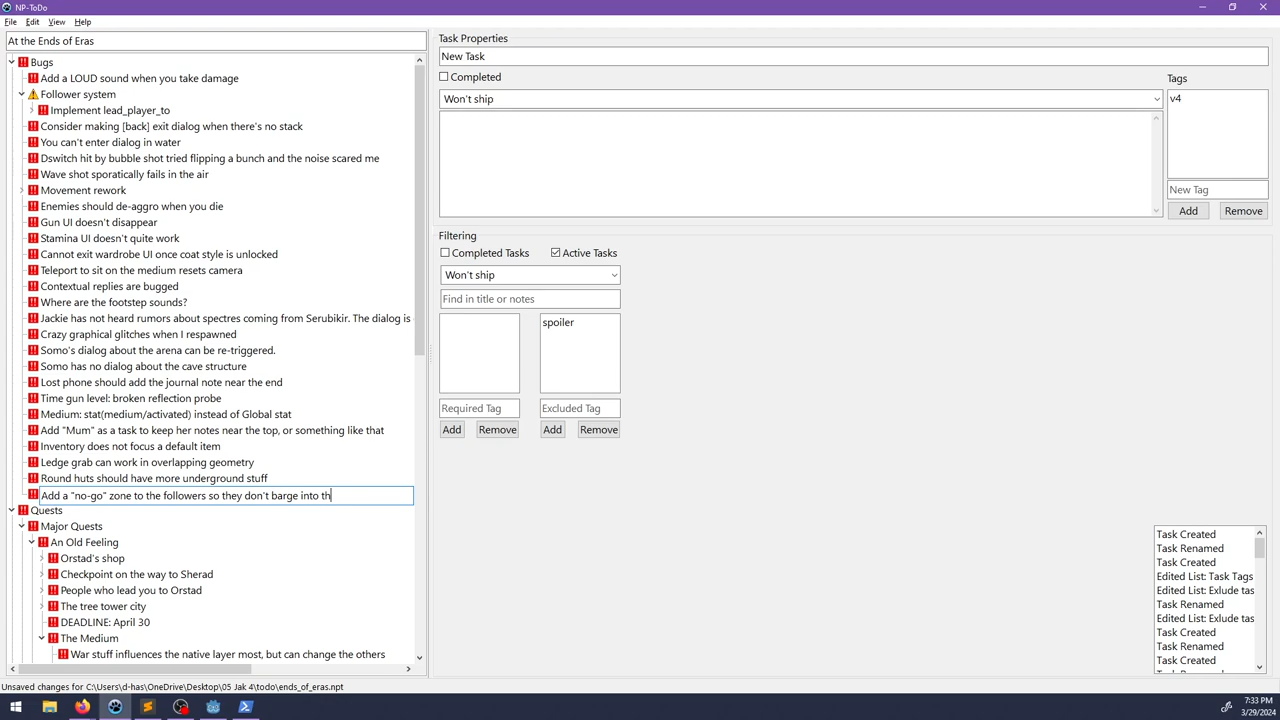 NP-ToDo
File Edit View Help
At the Ends of Eras
Bugs
Add a LOUD sound when you take damage
Follower system
Implement lead_player_to
Consider making [back] exit dialog when there's no stack
You can't enter dialog in water
Dswitch hit by bubble shot tried flipping a bunch and the noise scared me
Wave shot sporatically fails in the air
Movement rework
Enemies should de-aggro when you die
Gun UI doesn't disappear
Stamina UI doesn't quite work
Cannot exit wardrobe UI once coat style is unlocked
Teleport to sit on the medium resets camera
Contextual replies are bugged
Where are the footstep sounds?
Jackie has not heard rumors about spectres coming from Serubikir. The dialog is
Crazy graphical glitches when I respawned
Somo's dialog about the arena can be re-triggered.
Somo has no dialog about the cave structure
Lost phone should add the journal note near the end
Time gun level: broken reflection probe
Medium: stat(medium/activated) instead of Global stat
Add "Mum" as a task to keep her notes near the top, or something like that
Inventory does not focus a default item
Ledge grab can work in overlapping geometry
Round huts should have more underground stuff
Add a "no-go" zone to the followers so they don't barge into th
Quests
Major Quests
An Old Feeling
Orstad's shop
Checkpoint on the way to Sherad
People who lead you to Orstad
The tree tower city
DEADLINE: April 30
The Medium
War stuff influences the native layer most, but can change the others
Task Properties
New Task
Completed
Won't ship
Tags
v4
New Tag
Add Remove
Filtering
Completed Tasks Active Tasks
Won't ship
Find in title or notes
spoiler
Required Tag Excluded Tag
Add Remove Add Remove
Task Created
Task Renamed
Task Created
Edited List: Task Tags
Edited List: Exlude tas
Task Renamed
Edited List: Exlude tas
Task Created
Task Renamed
Task Created
Unsaved changes for C:\Users\d-has\OneDrive\Desktop\05 Jak 4\todo\ends_of_eras.npt
7:33 PM
3/29/2024